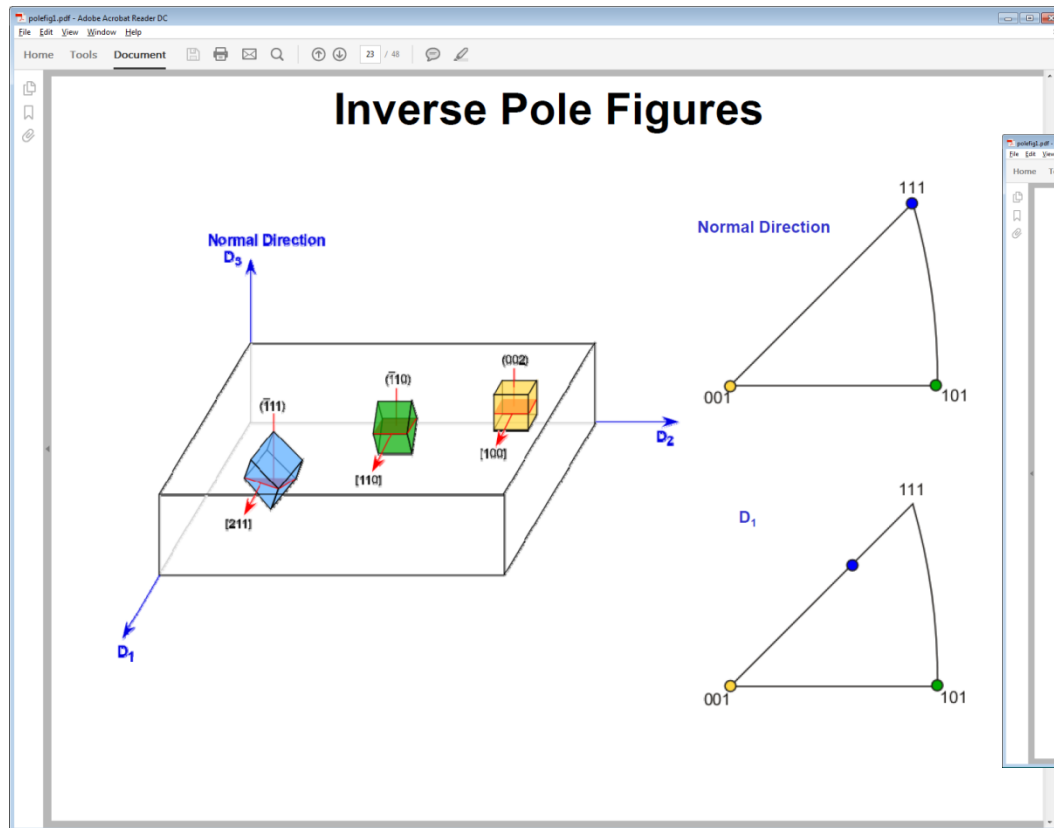 polefig1.pdf - Adobe Acrobat Reader DC
File Edit View Window Help
Home Tools Document 23 / 48
Inverse Pole Figures
polefig1.pdf -
File Edit View
Home
Normal Direction
D₃
(1̅11)
(1̅10)
(002)
[211]
[110]
[100]
D₂
D₁
Normal Direction
111
001
101
D₁
111
001
101